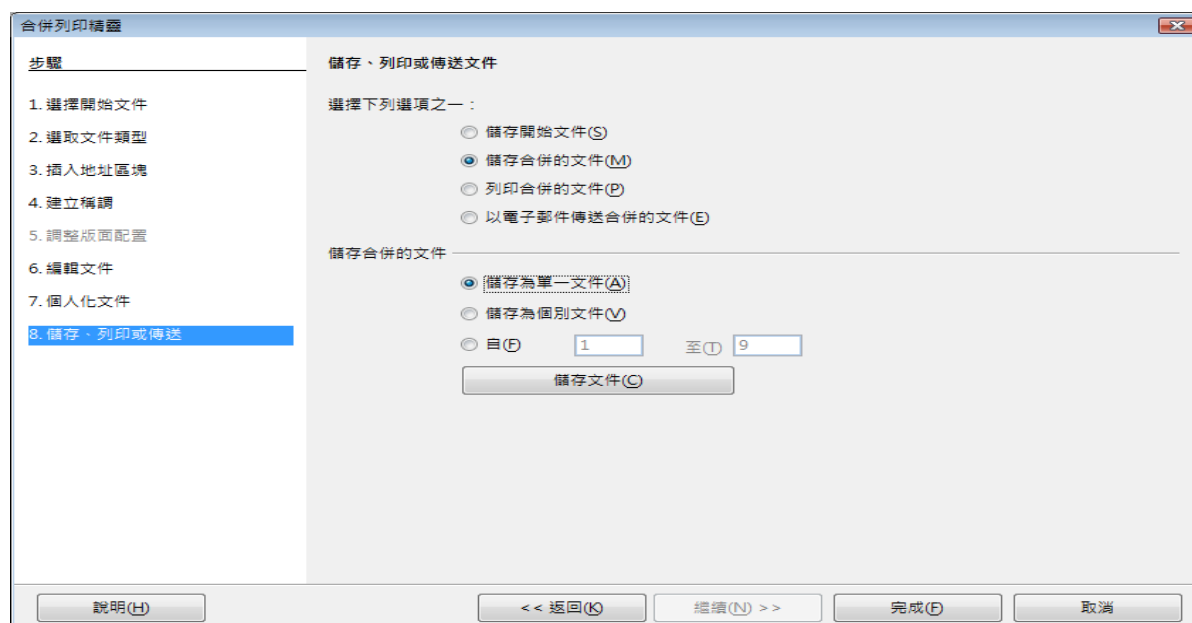 合併列印精靈
步驟
1. 選擇開始文件
2. 選取文件類型
3. 插入地址區塊
4. 建立稱謂
5. 調整版面配置
6. 編輯文件
7. 個人化文件
8. 儲存、列印或傳送
儲存、列印或傳送文件
選擇下列選項之一：
儲存開始文件(S)
儲存合併的文件(M)
列印合併的文件(P)
以電子郵件傳送合併的文件(E)
儲存合併的文件
儲存為單一文件(A)
儲存為個別文件(V)
自(F) 1 至(T) 9
儲存文件(C)
說明(H) << 返回(K) 繼續(N) >> 完成(F) 取消